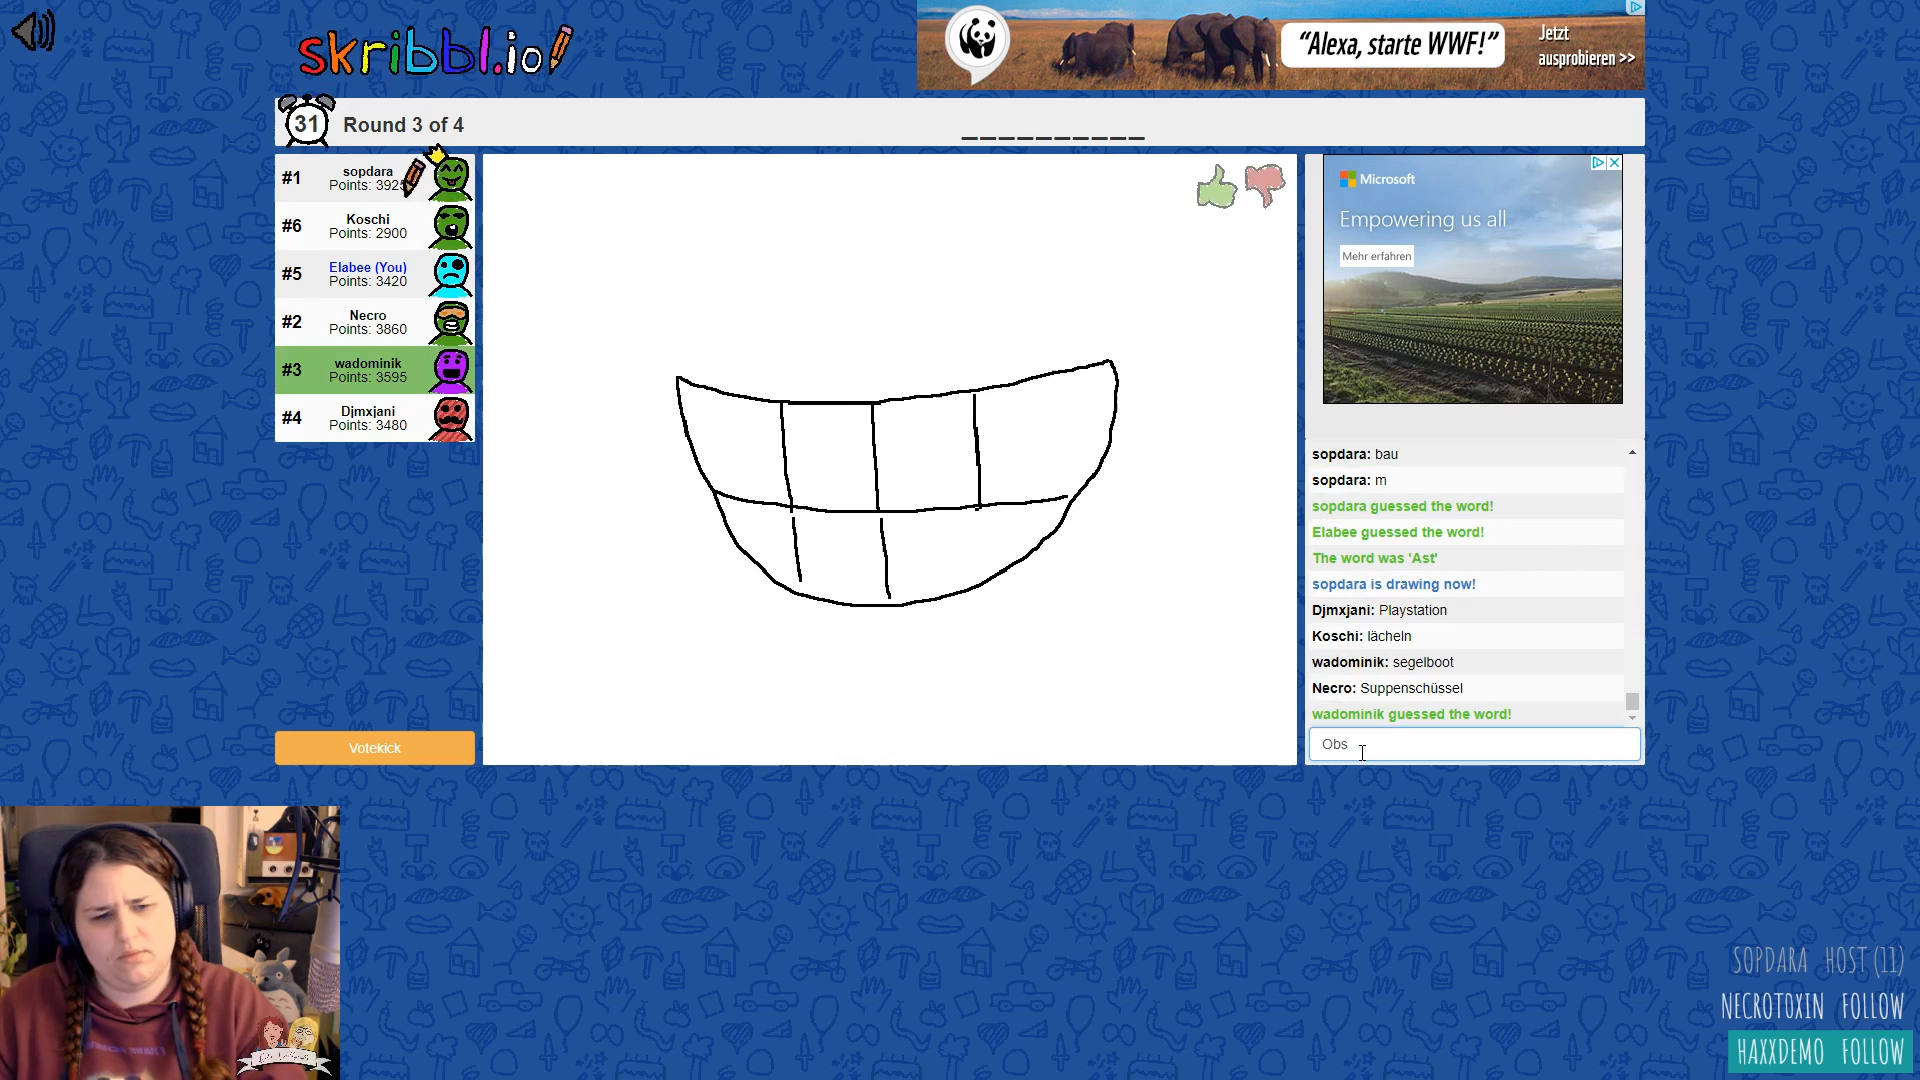 skribbl.io
"Alexa, starte WWF!"
Jetzt
ausprobieren >>
31
Round 3 of 4
__________
#1
sopdara
Points: 3925
#6
Koschi
Points: 2900
#5
Elabee (You)
Points: 3420
#2
Necro
Points: 3860
#3
wadominik
Points: 3595
#4
Djmxjani
Points: 3480
Votekick
Microsoft
Empowering us all
Mehr erfahren
sopdara: bau
sopdara: m
sopdara guessed the word!
Elabee guessed the word!
The word was 'Ast'
sopdara is drawing now!
Djmxjani: Playstation
Koschi: lächeln
wadominik: segelboot
Necro: Suppenschüssel
wadominik guessed the word!
Obs
SOPDARA HOST (11)
NECROTOXIN FOLLOW
HAXXDEMO FOLLOW